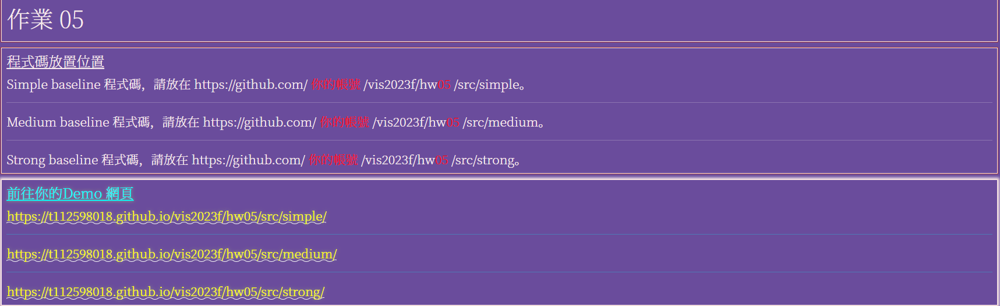 作業 05
程式碼放置位置
Simple baseline 程式碼，請放在 https://github.com/ 你的帳號 /vis2023f/hw05 /src/simple。
Medium baseline 程式碼，請放在 https://github.com/ 你的帳號 /vis2023f/hw05 /src/medium。
Strong baseline 程式碼，請放在 https://github.com/ 你的帳號 /vis2023f/hw05 /src/strong。
前往你的Demo 網頁
https://t112598018.github.io/vis2023f/hw05/src/simple/
https://t112598018.github.io/vis2023f/hw05/src/medium/
https://t112598018.github.io/vis2023f/hw05/src/strong/